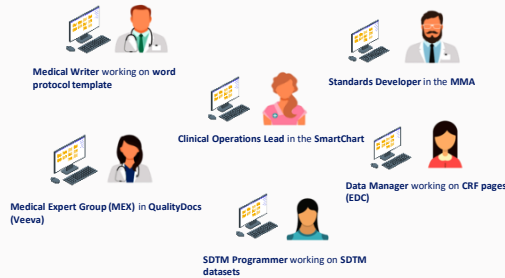 Medical Writer working on word
protocol template
Standards Developer in the MMA
Clinical Operations Lead in the SmartChart
Data Manager working on CRF pages
(EDC)
Medical Expert Group (MEX) in QualityDocs
(Veeva)
SDTM Programmer working on SDTM
datasets